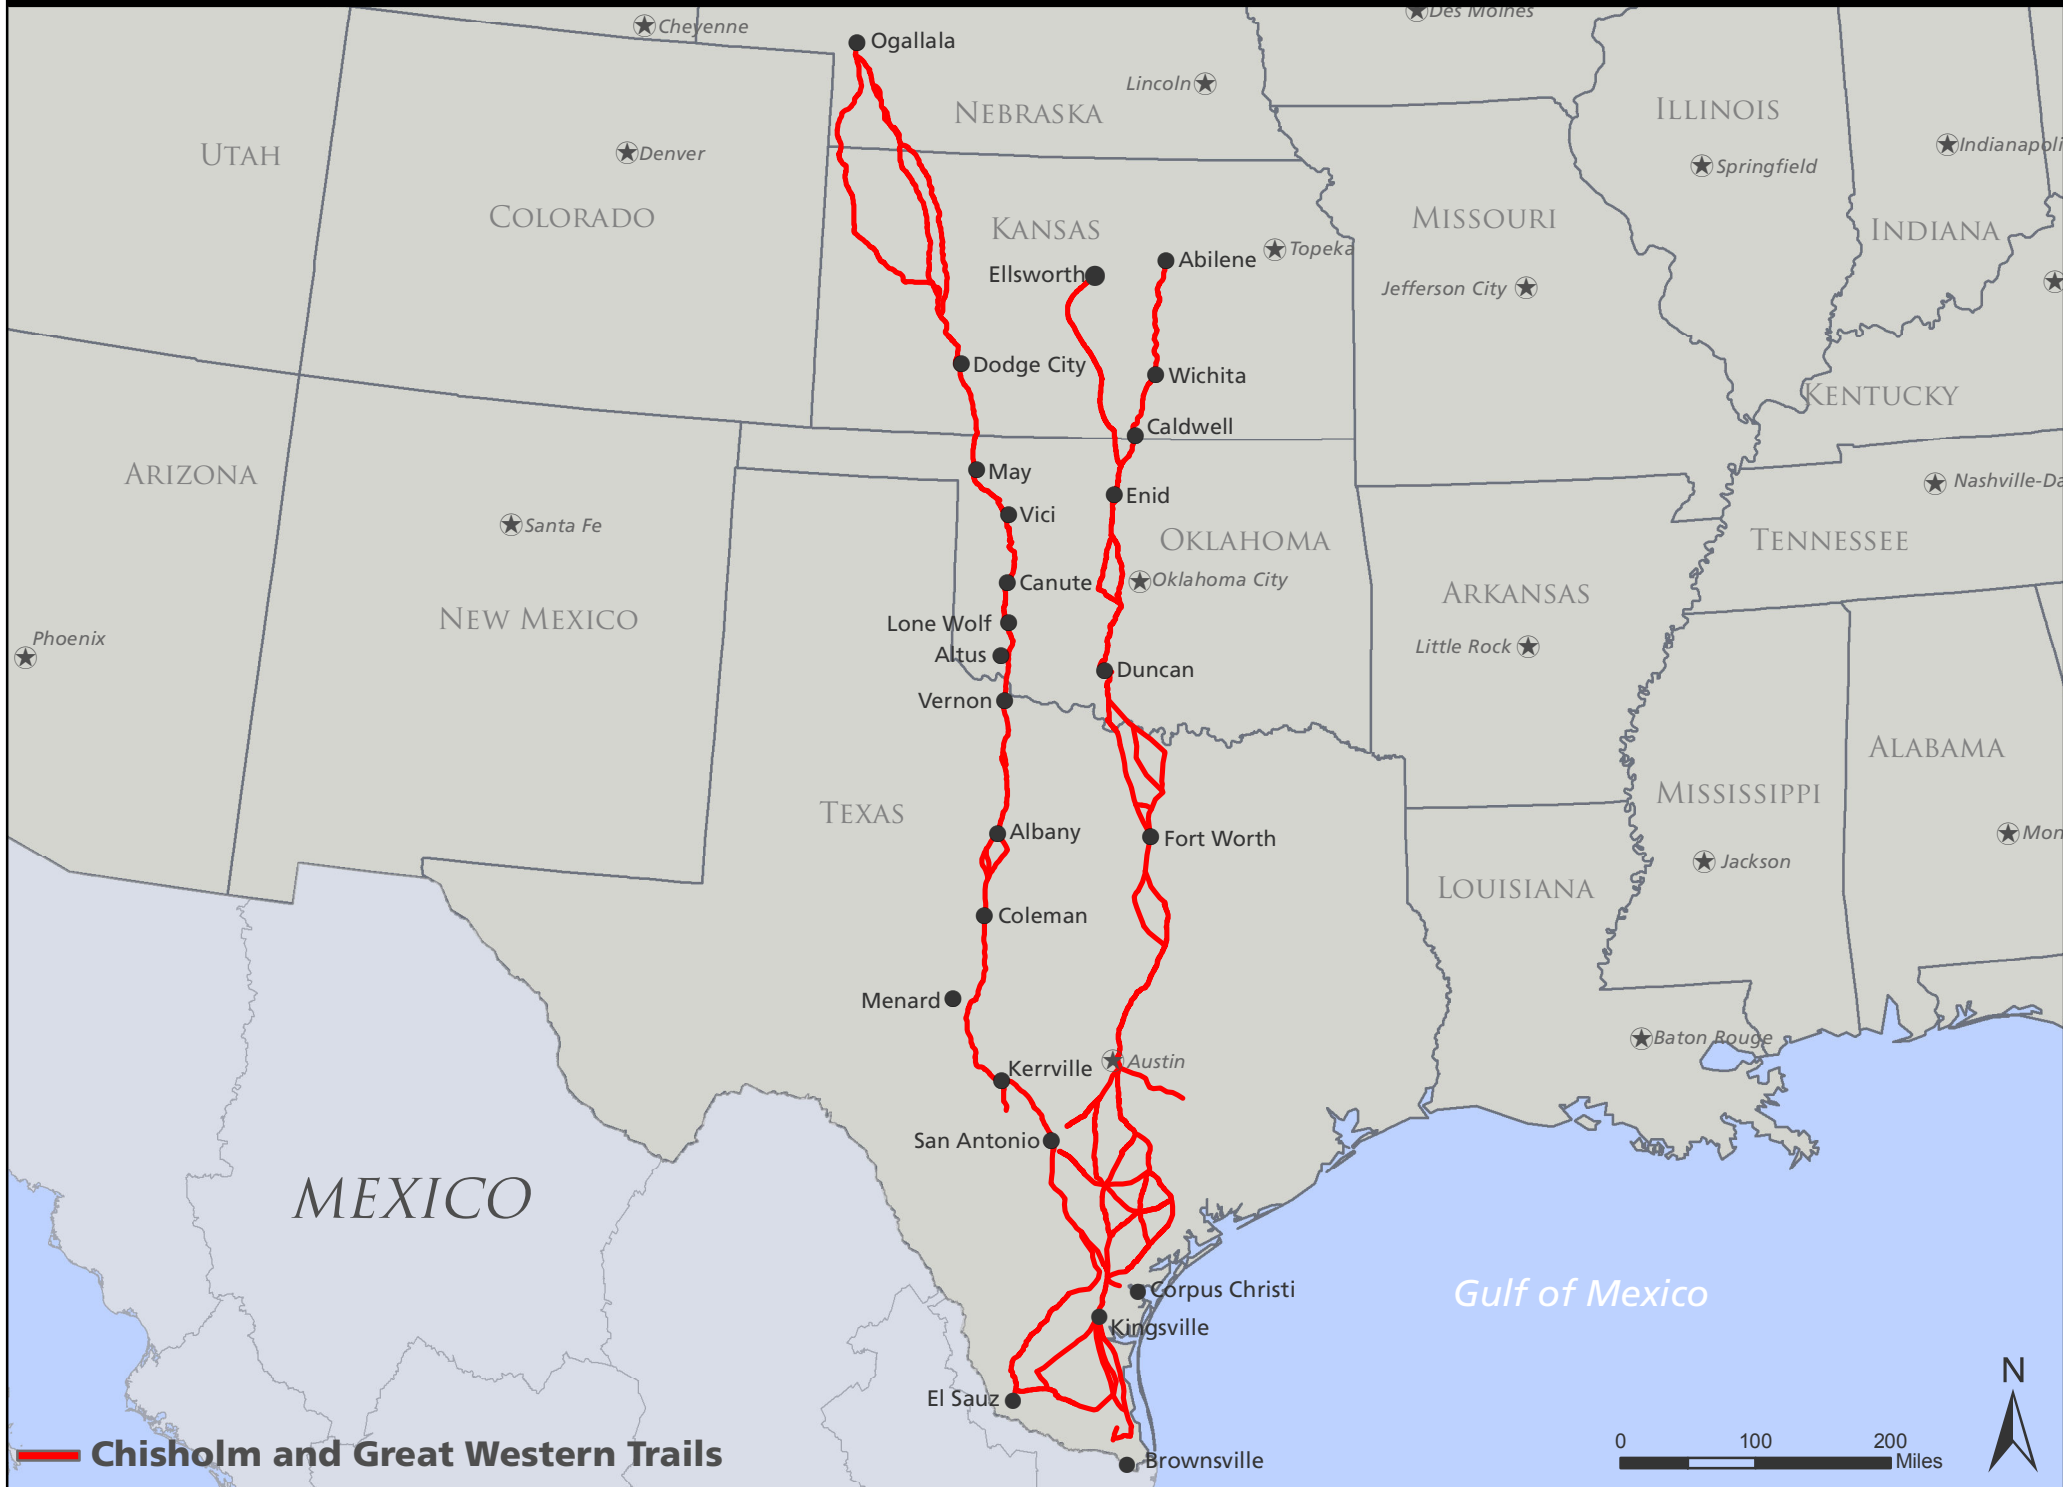 Des Moines
Cheyenne
Ogallala
Lincoln
NEBRASKA
ILLINOIS
UTAH
Denver
Indianapoli
Springfield
COLORADO
KANSAS
MISSOURI
INDIANA
Topeka
Ellsworth
Abilene
Jefferson City
Dodge City
Wichita
KENTUCKY
Caldwell
ARIZONA
May
Nashville-Da
Enid
Vici
Santa Fe
OKLAHOMA
TENNESSEE
Canute
Oklahoma City
ARKANSAS
NEW MEXICO
Lone Wolf
Phoenix
Little Rock
Altus
Duncan
Vernon
ALABAMA
MISSISSIPPI
TEXAS
Albany
Fort Worth
Mon
Jackson
LOUISIANA
Coleman
Menard
Baton Rouge
Kerrville
Austin
San Antonio
MEXICO
Corpus Christi
Gulf of Mexico
Kingsville
N
El Sauz
Chisholm and Great Western Trails
Brownsville
0 100 200
Miles